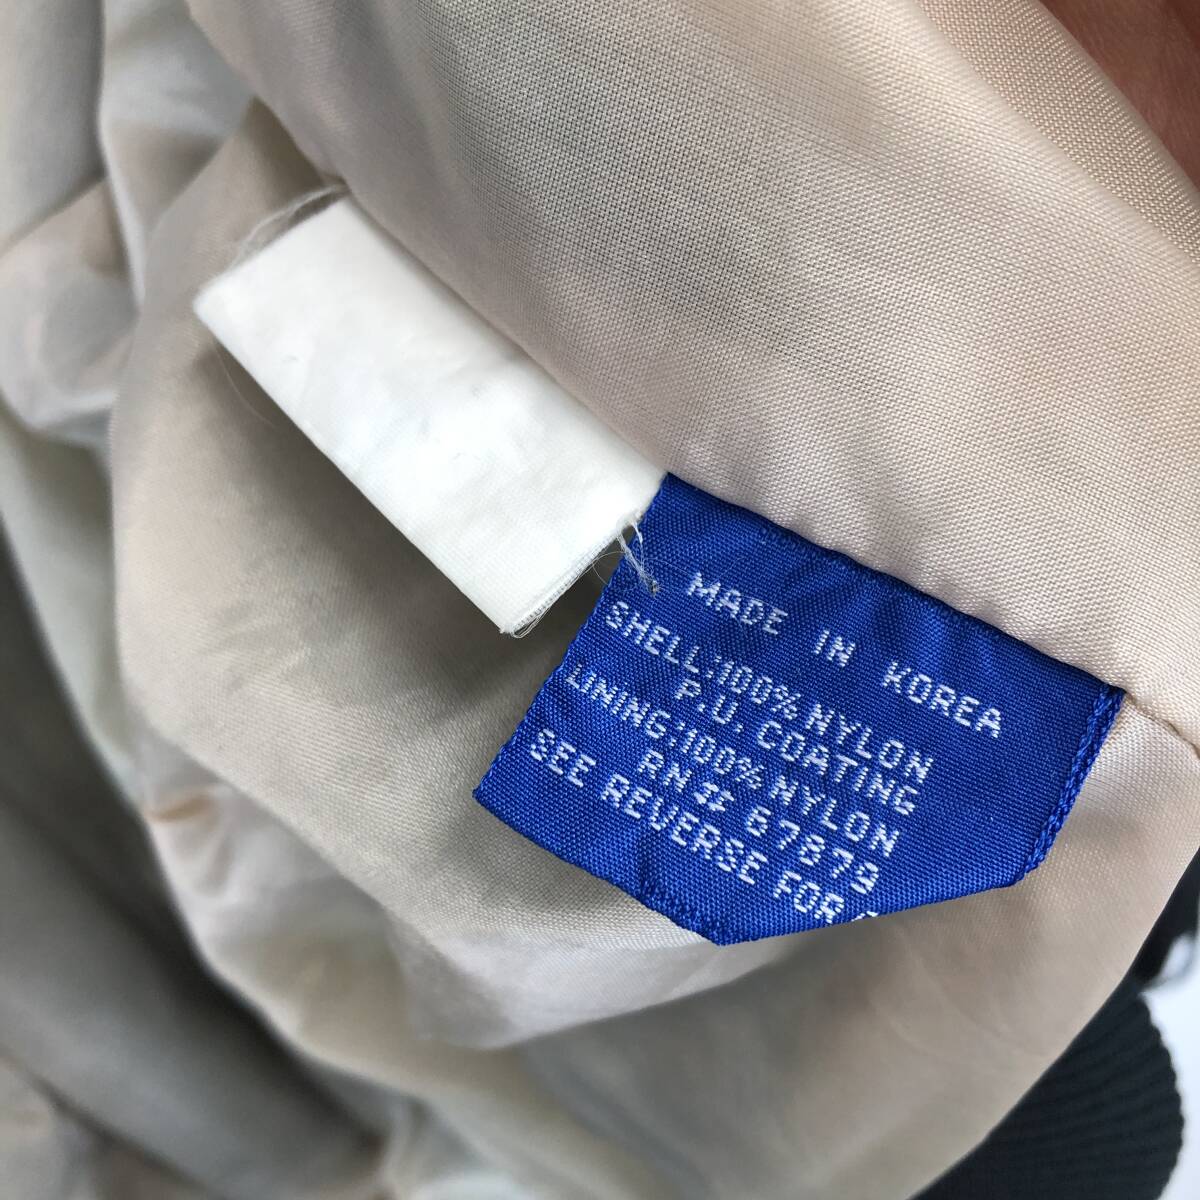 MADE IN KOREA
SHELL:100% NYLON
P.U. COATING
LINING:100% NYLON
RN# 67879
SEE REVERSE FOR